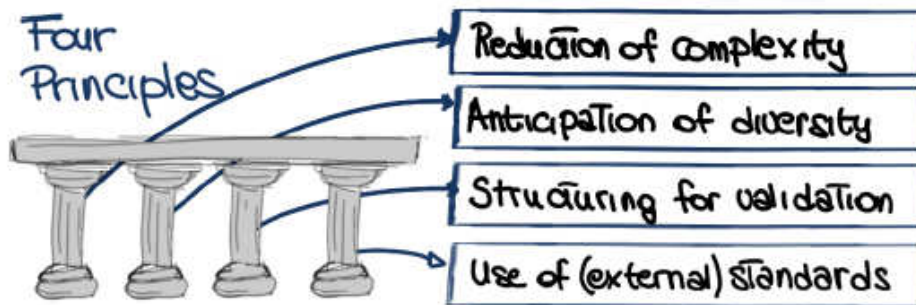 Four
Principles
Reduction of complexity
Anticipation of diversity
Structuring for validation
Use of (external) standards